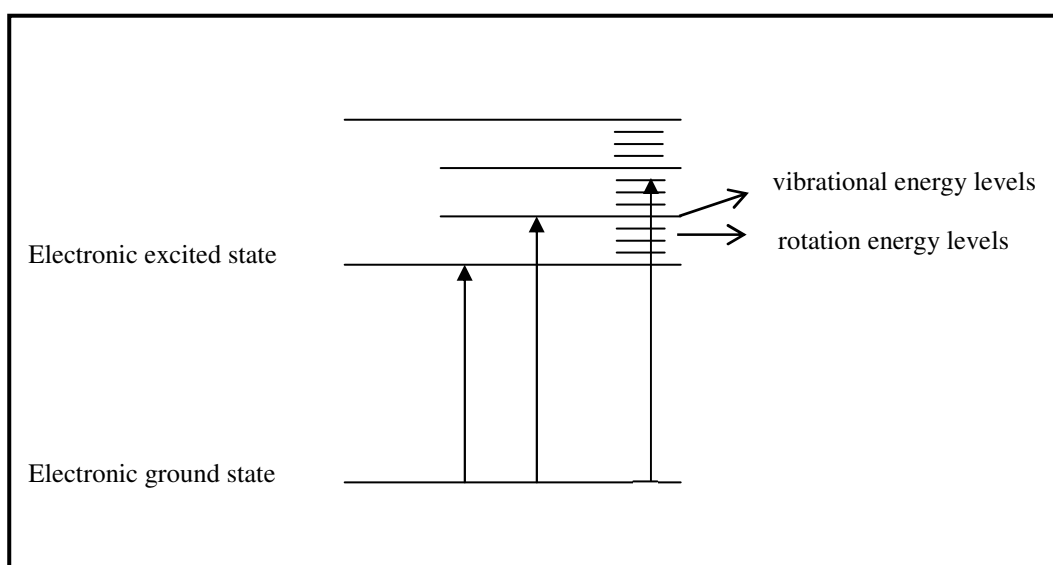 vibrational energy levels
rotation energy levels
Electronic excited state
Electronic ground state